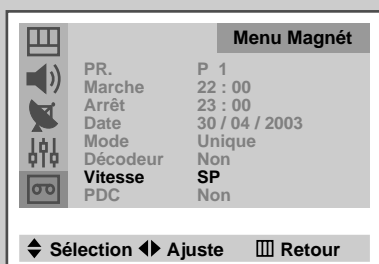 Menu Magnét
PR. P 1
Marche 22 : 00
Arrêt 23 : 00
Date 30 / 04 / 2003
Mode Unique
Décodeur Non
Vitesse SP
PDC Non
Sélection Ajuste Retour